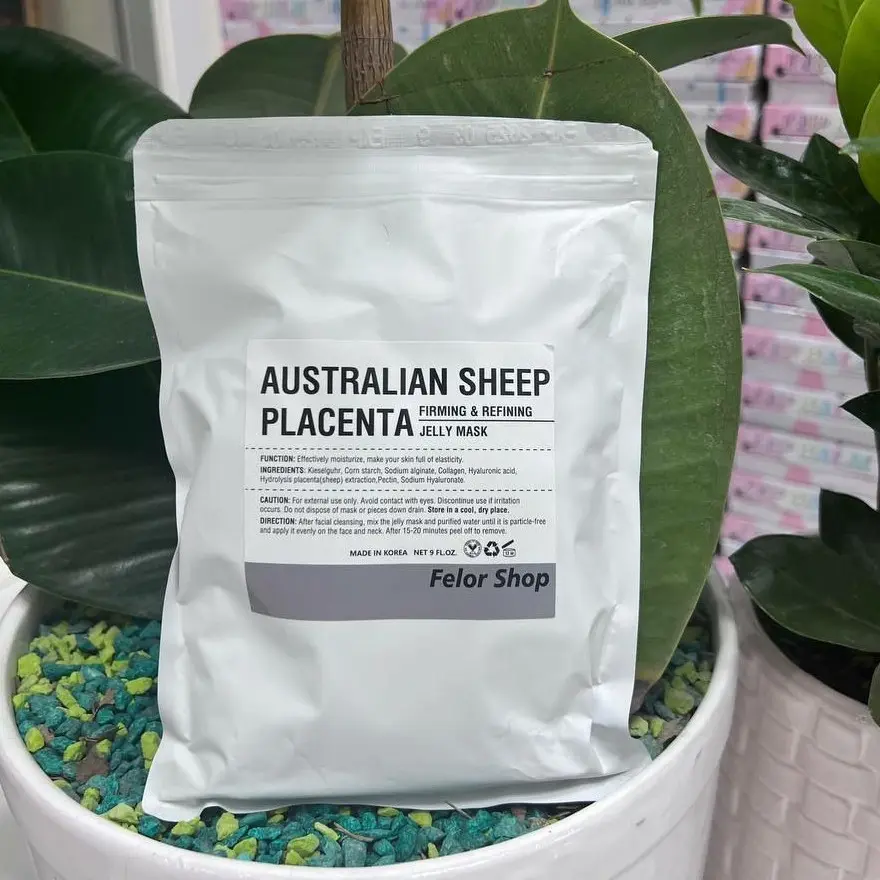 AUSTRALIAN SHEEP
PLACENTA FIRMING & REFINING
JELLY MASK
FUNCTION: Effectively moisturize, make your skin full of elasticity.
INGREDIENTS: Kieselguhr, Corn starch, Sodium alginate, Collagen, Hyaluronic acid,
Hydrolysis placenta(sheep) extraction,Pectin, Sodium Hyaluronate.
CAUTION: For external use only. Avoid contact with eyes. Discontinue use if irritation
occurs. Do not dispose of mask or pieces down drain. Store in a cool, dry place.
DIRECTION: After facial cleansing, mix the jelly mask and purified water until it is particle-free
and apply it evenly on the face and neck. After 15-20 minutes peel off to remove.
MADE IN KOREA NET 9 FL.OZ.
Felor Shop